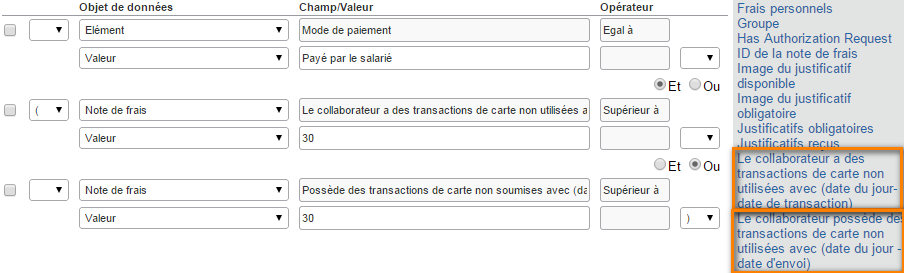 Objet de données Champ/Valeur Opérateur
Elément Mode de paiement Egal à
Valeur Payé par le salarié
Et Ou
( Note de frais Le collaborateur a des transactions de carte non utilisées a Supérieur à
Valeur 30
Et Ou
Note de frais Possède des transactions de carte non soumises avec (da Supérieur à
Valeur 30 )
Frais personnels
Groupe
Has Authorization Request
ID de la note de frais
Image du justificatif
disponible
Image du justificatif
obligatoire
Justificatifs obligatoires
Justificatifs reçus
Le collaborateur a des
transactions de carte non
utilisées avec (date du jour-
date de transaction)
Le collaborateur possède des
transactions de carte non
utilisées avec (date du jour -
date d'envoi)